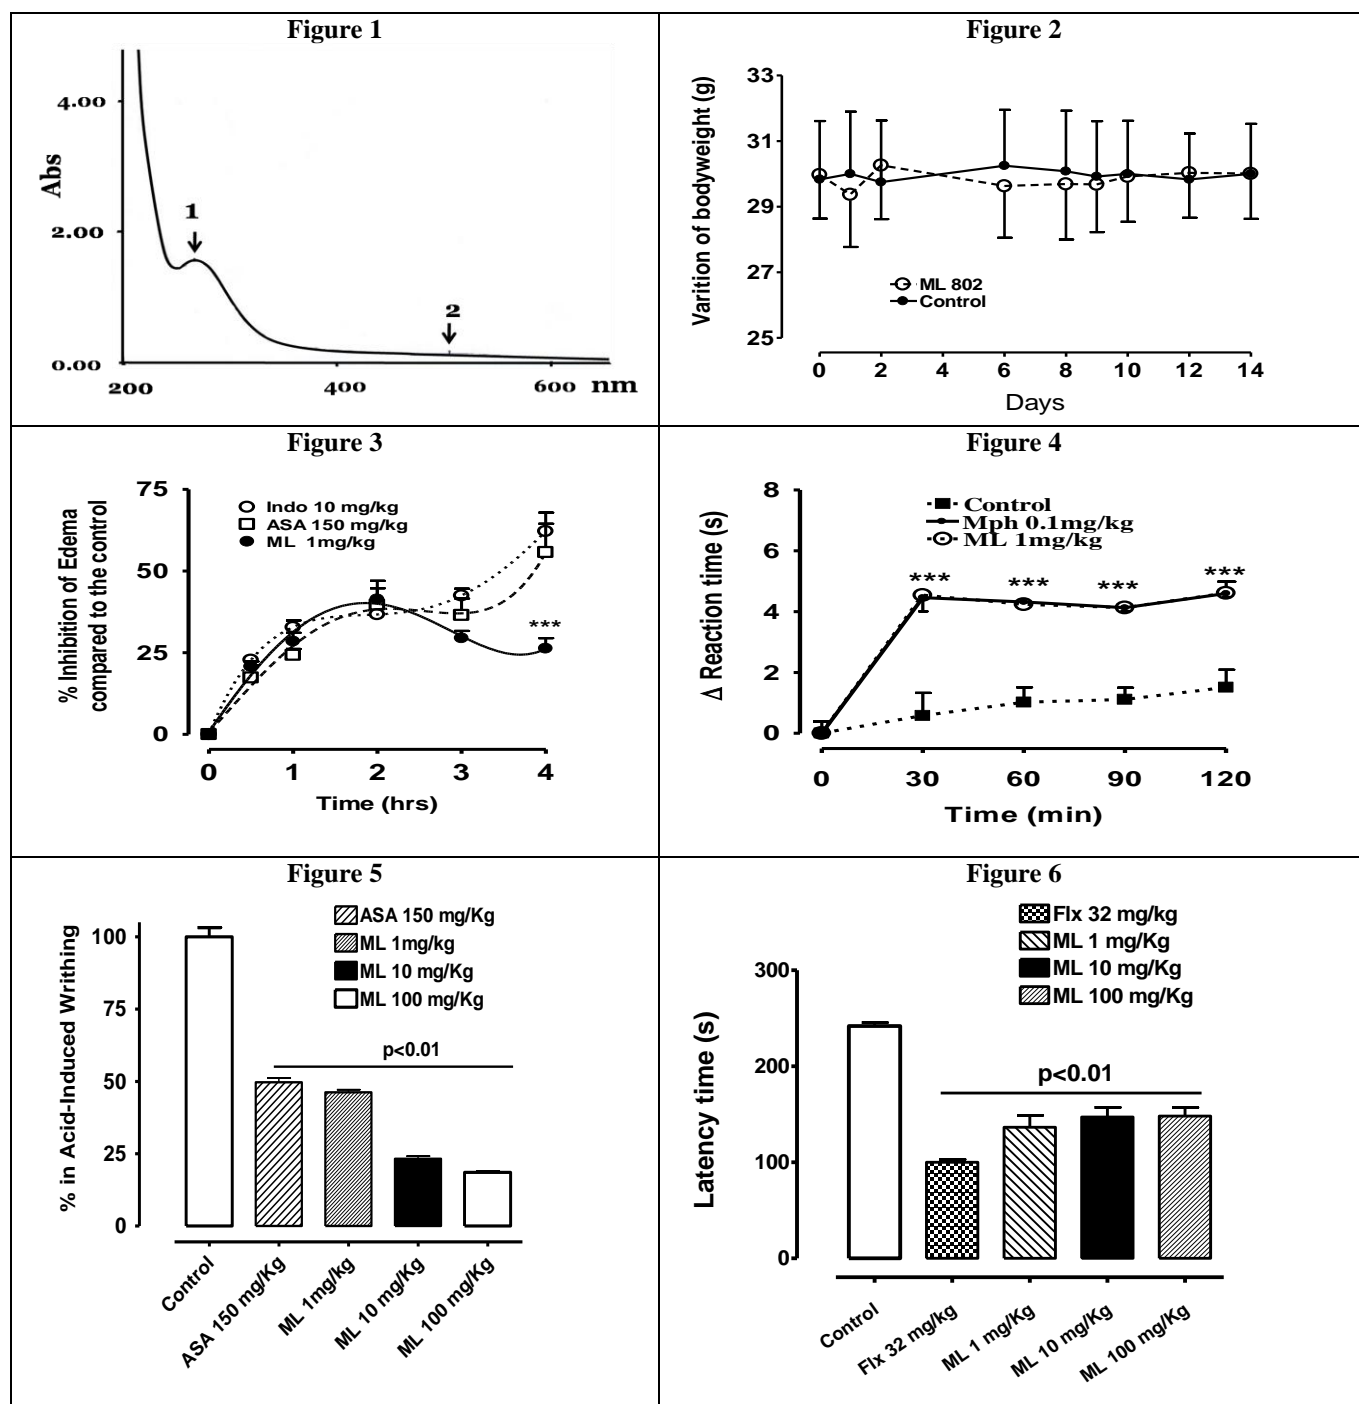 Figure 1
4.00
Abs
1
2.00
2
0.00
200
400
600
nm
Figure 2
33
31
29
27
25
Varition of bodyweight (g)
ML 802
Control
0 2 4 6 8 10 12 14
Days
Figure 3
75
50
25
0
% Inhibition of Edema
compared to the control
Indo 10 mg/kg
ASA 150 mg/kg
ML 1mg/kg
***
0 1 2 3 4
Time (hrs)
Figure 4
8
6
4
2
0
Δ Reaction time (s)
Control
Mph 0.1mg/kg
ML 1mg/kg
*** *** *** ***
0 30 60 90 120
Time (min)
Figure 5
ASA 150 mg/Kg
ML 1mg/kg
ML 10 mg/Kg
ML 100 mg/Kg
100
75
50
25
0
% in Acid-Induced Writhing
p<0.01
Control
ASA 150 mg/Kg
ML 1mg/kg
ML 10 mg/Kg
ML 100 mg/Kg
Figure 6
Flx 32 mg/kg
ML 1 mg/Kg
ML 10 mg/Kg
ML 100 mg/Kg
300
200
100
0
Latency time (s)
p<0.01
Control
Flx 32 mg/kg
ML 1 mg/Kg
ML 10 mg/Kg
ML 100 mg/Kg